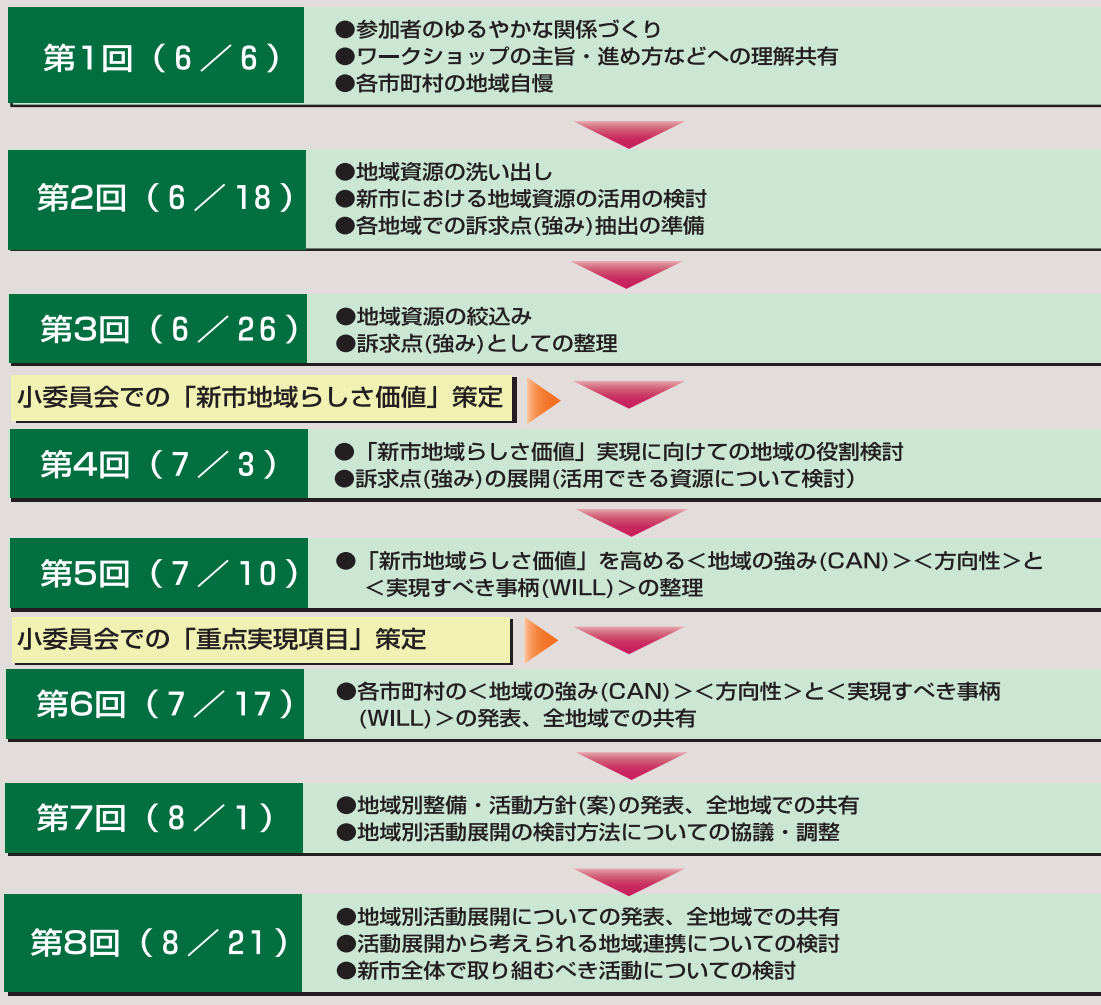 第1回(6／6)
●参加者のゆるやかな関係づくり
●ワークショップの主旨・進め方などへの理解共有
●各市町村の地域自慢
第2回(6／18)
●地域資源の洗い出し
●新市における地域資源の活用の検討
●各地域での訴求点(強み)抽出の準備
第3回(6／26)
●地域資源の絞込み
●訴求点(強み)としての整理
小委員会での「新市地域らしさ価値」策定
第4回(7／3)
●「新市地域らしさ価値」実現に向けての地域の役割検討
●訴求点(強み)の展開(活用できる資源について検討)
第5回(7／10)
●「新市地域らしさ価値」を高める＜地域の強み(CAN)＞＜方向性＞と
＜実現すべき事柄(WILL)＞の整理
小委員会での「重点実現項目」策定
第6回(7／17)
●各市町村の＜地域の強み(CAN)＞＜方向性＞と＜実現すべき事柄
(WILL)＞の発表、全地域での共有
第7回(8／1)
●地域別整備・活動方針(案)の発表、全地域での共有
●地域別活動展開の検討方法についての協議・調整
第8回(8／21)
●地域別活動展開についての発表、全地域での共有
●活動展開から考えられる地域連携についての検討
●新市全体で取り組むべき活動についての検討